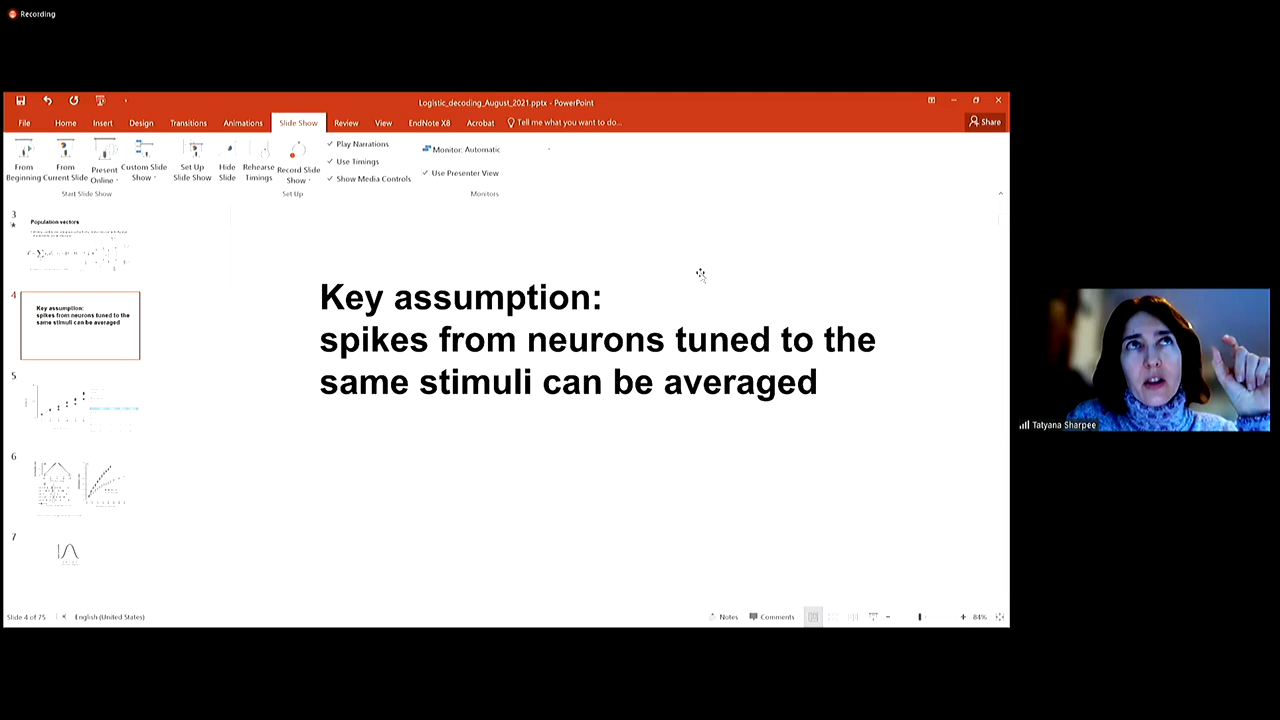 Recording
Logistic_decoding_August_2021.pptx - PowerPoint
File Home Insert Design Transitions Animations Slide Show Review View EndNote X8 Acrobat Tell me what you want to do... Share
From Beginning
From Current Slide
Present Online
Custom Slide Show
Set Up Slide Show
Hide Slide
Rehearse Timings
Record Slide Show
Play Narrations
Use Timings
Show Media Controls
Monitor: Automatic
Use Presenter View
Start Slide Show Set Up Monitors
3
Population vectors
4
Key assumption:
spikes from neurons tuned to the
same stimuli can be averaged
5
6
7
Key assumption:
spikes from neurons tuned to the
same stimuli can be averaged
Tatyana Sharpee
Slide 4 of 75 English (United States) Notes Comments 84%